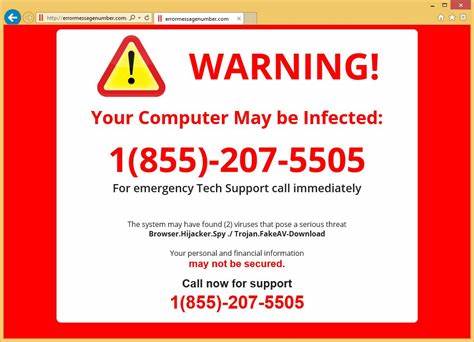 http://errormessagenumber.com
errormessagenumber.com
WARNING!
Your Computer May be Infected:
1(855)-207-5505
For emergency Tech Support call immediately
The system may have found (2) viruses that pose a serious threat
Browser.Hijacker.Spy ./ Trojan.FakeAV-Download
Your personal and financial information
may not be secured.
Call now for support
1(855)-207-5505